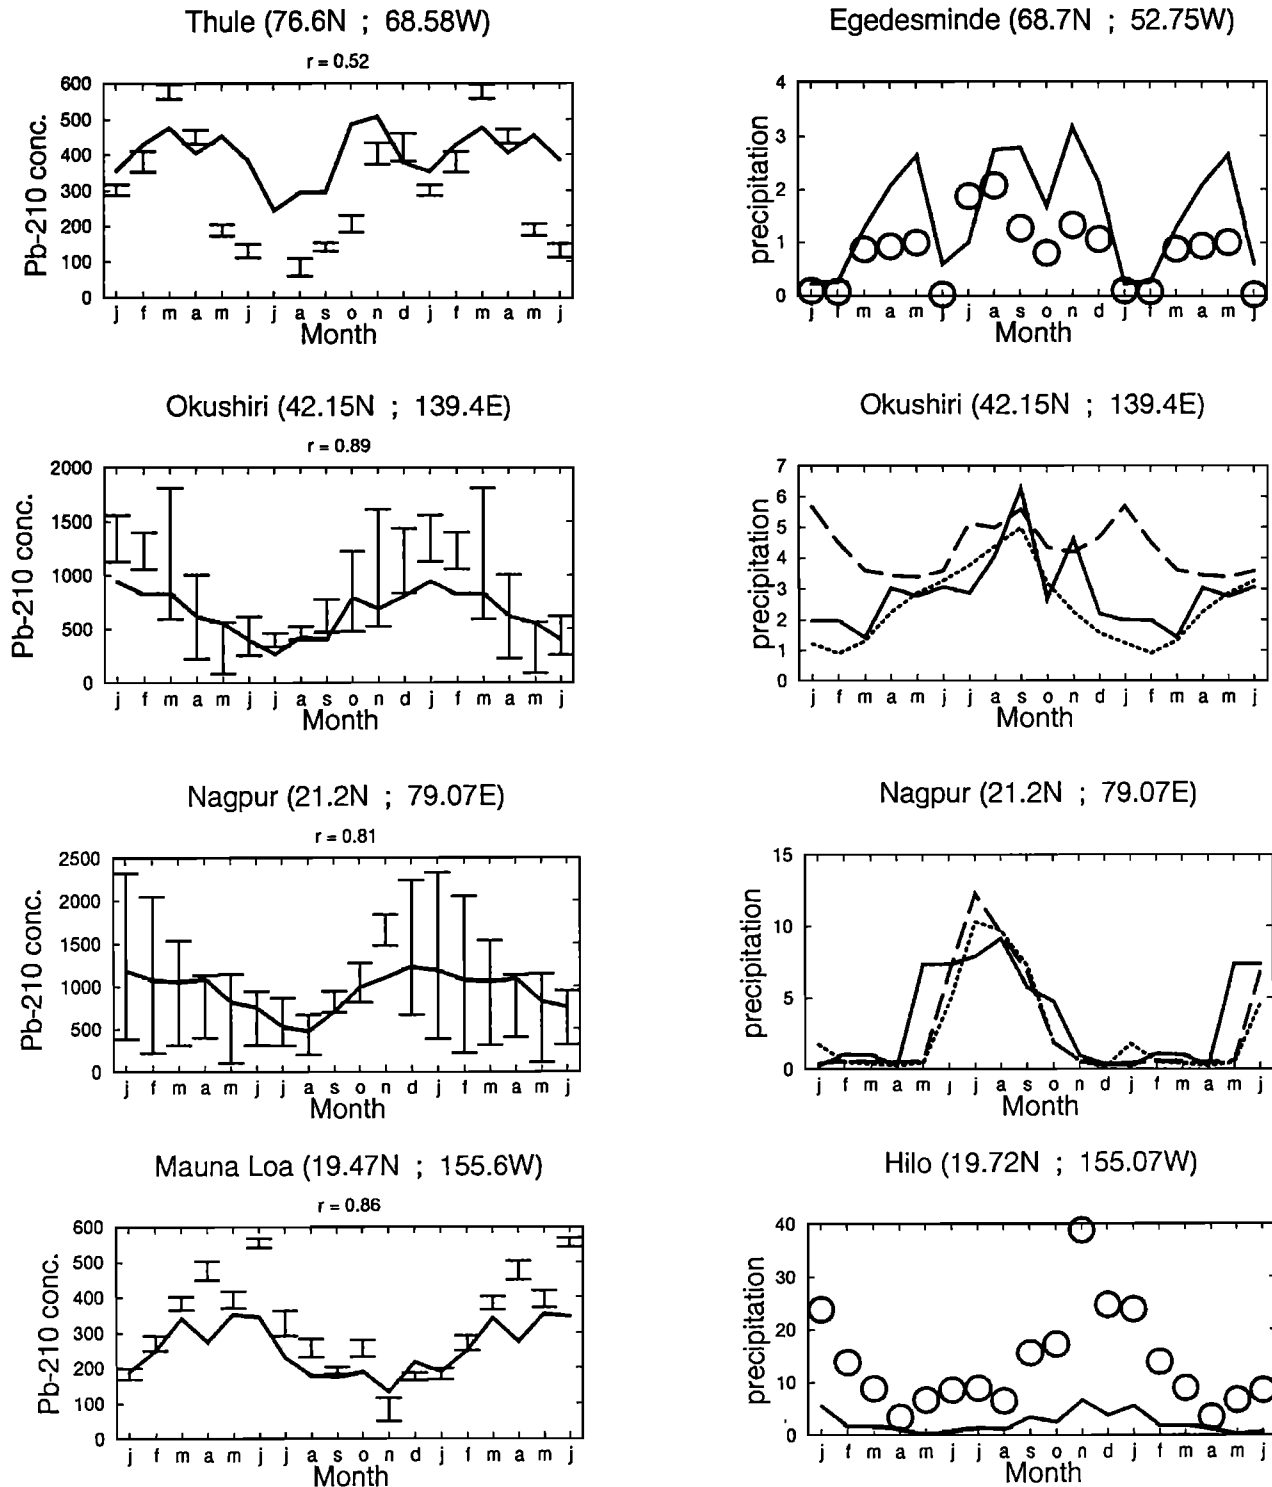 Thule (76.6N ; 68.58W)
r = 0.52
Pb-210 conc.
600
500
400
300
200
100
0
j f m a m j j a s o n d j f m a m j
Month
Egedesminde (68.7N ; 52.75W)
precipitation
4
3
2
1
0
j f m a m j j a s o n d j f m a m j
Month
Okushiri (42.15N ; 139.4E)
r = 0.89
Pb-210 conc.
2000
1500
1000
500
0
j f m a m j j a s o n d j f m a m j
Month
Okushiri (42.15N ; 139.4E)
precipitation
7
6
5
4
3
2
1
0
j f m a m j j a s o n d j f m a m j
Month
Nagpur (21.2N ; 79.07E)
r = 0.81
Pb-210 conc.
2500
2000
1500
1000
500
0
j f m a m j j a s o n d j f m a m j
Month
Nagpur (21.2N ; 79.07E)
precipitation
15
10
5
0
j f m a m j j a s o n d j f m a m j
Month
Mauna Loa (19.47N ; 155.6W)
r = 0.86
Pb-210 conc.
600
500
400
300
200
100
0
j f m a m j j a s o n d j f m a m j
Month
Hilo (19.72N ; 155.07W)
precipitation
40
30
20
10
0
j f m a m j j a s o n d j f m a m j
Month